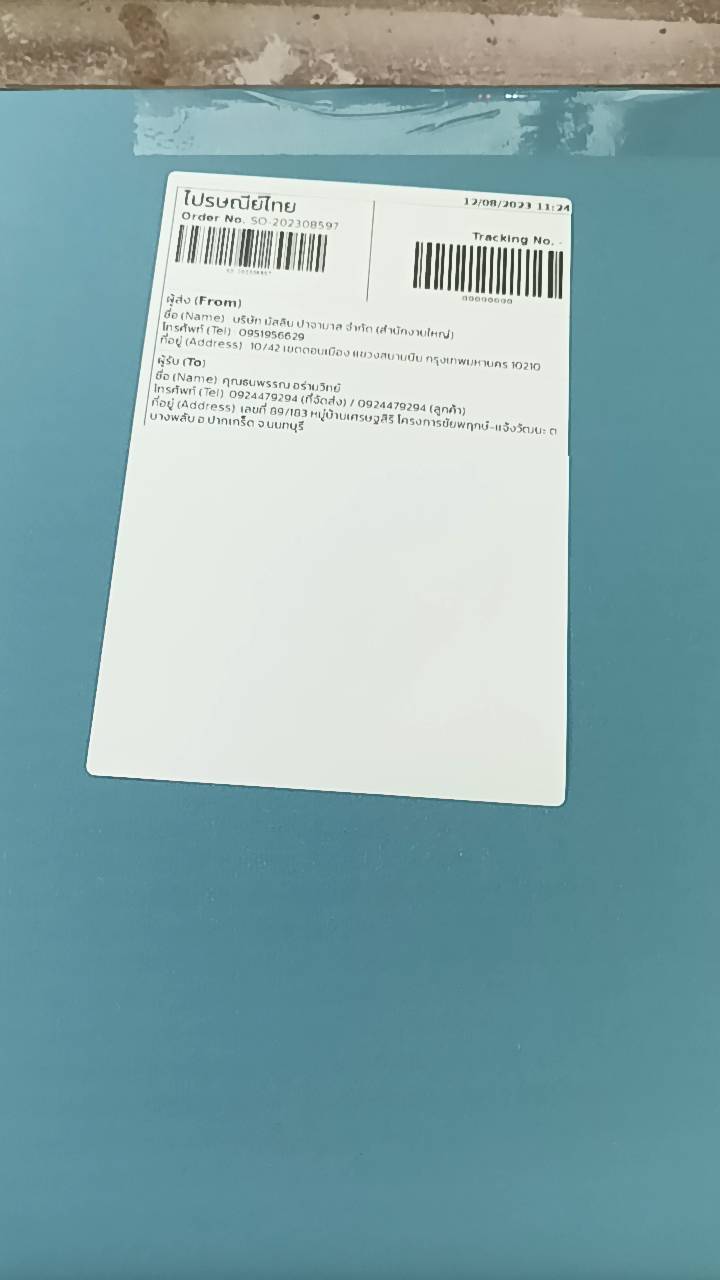 ไปรษณีย์ไทย
12/08/2023 11:24
Order No. SO-202308597
Tracking No. -
SO-202308597
00000000
ผู้ส่ง (From)
ชื่อ (Name) บริษัท มัสลิน ปาจามาส จำกัด (สำนักงานใหญ่)
โทรศัพท์ (Tel) 0951956629
ที่อยู่ (Address) 10/42 เขตดอนเมือง แขวงสนามบิน กรุงเทพมหานคร 10210
ผู้รับ (To)
ชื่อ (Name) คุณธนพรรณ อร่ามวิทย์
โทรศัพท์ (Tel) 0924479294 (ที่จัดส่ง) / 0924479294 (ลูกค้า)
ที่อยู่ (Address) เลขที่ 89/183 หมู่บ้านเศรษฐสิริ โครงการชัยพฤกษ์-แจ้งวัฒนะ ต
บางพลับ อ ปากเกร็ด จ นนทบุรี